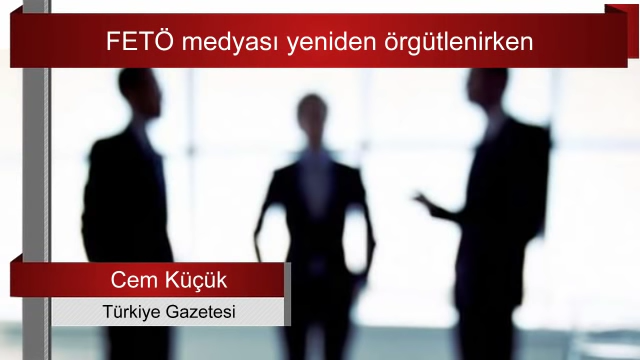 FETÖ medyası yeniden örgütlenirken
Cem Küçük
Türkiye Gazetesi